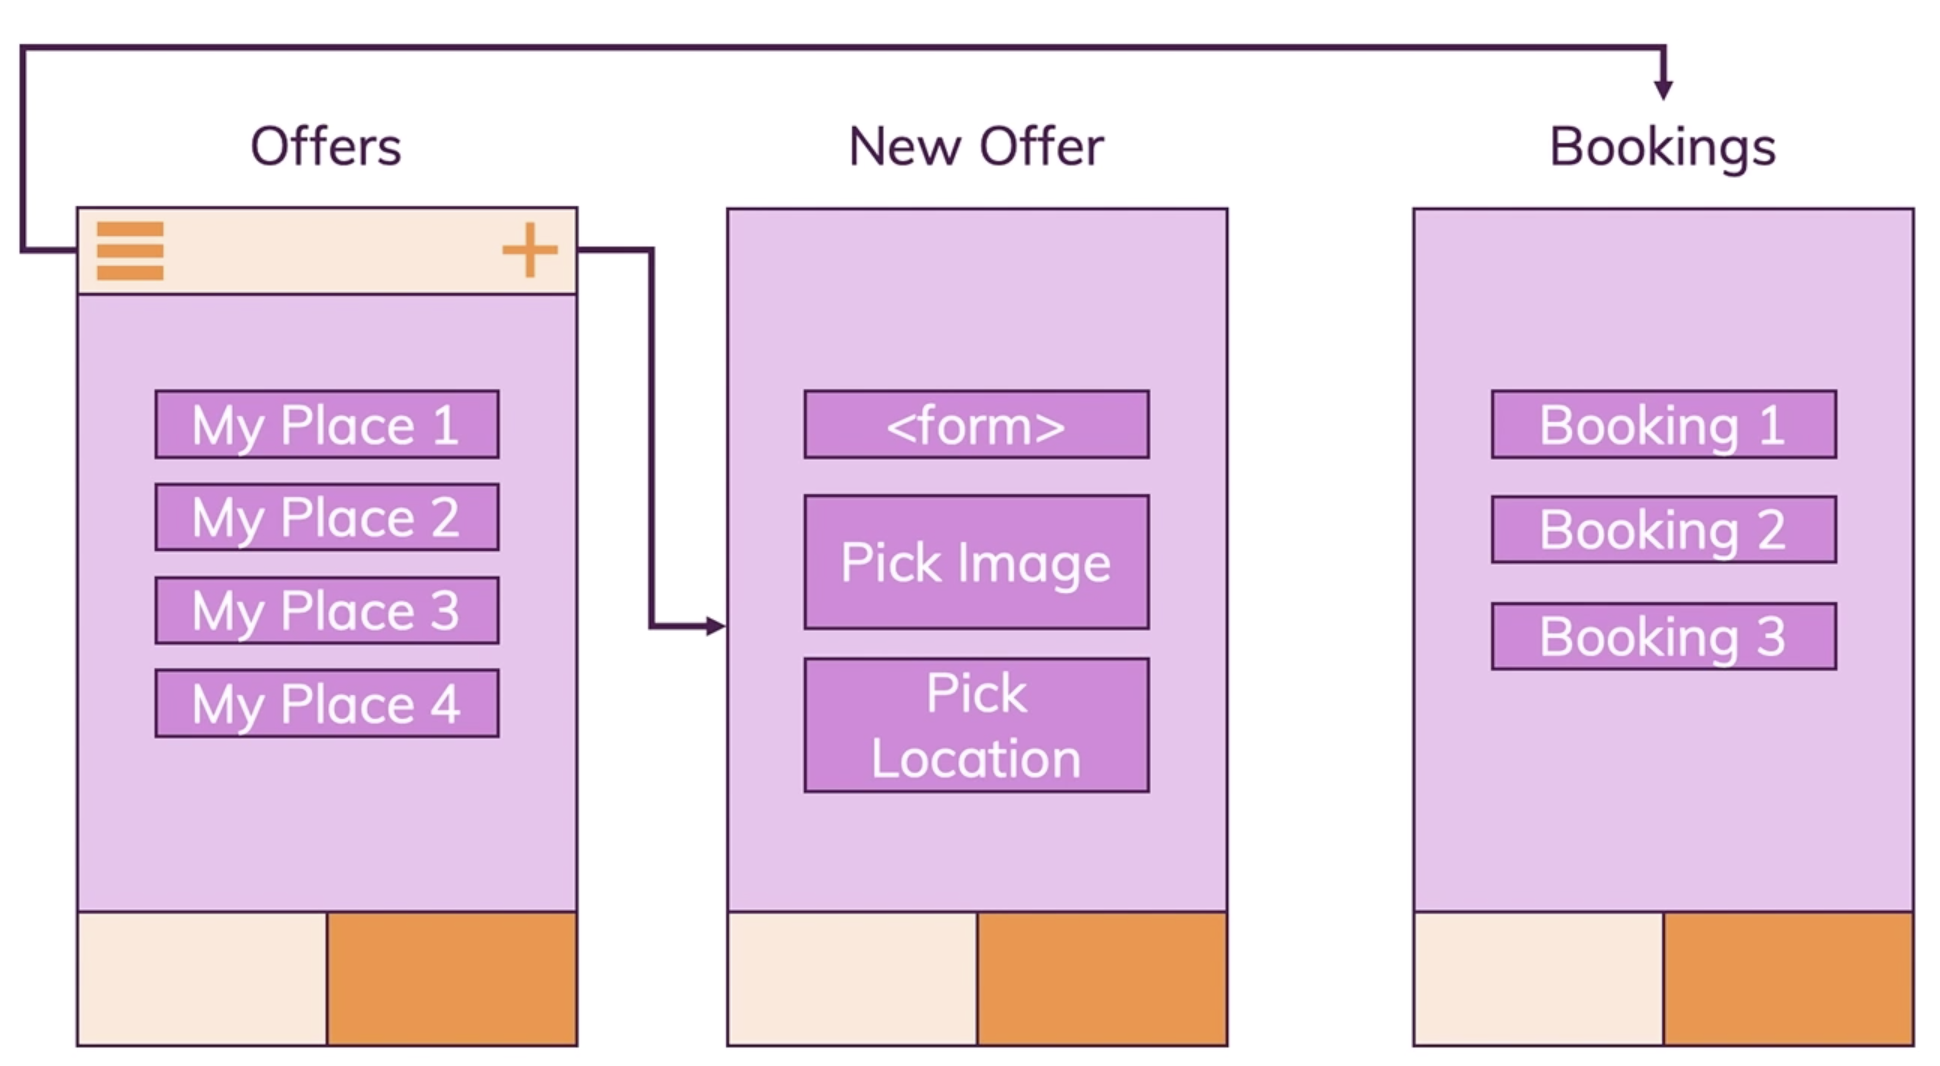 Offers
My Place 1
My Place 2
My Place 3
My Place 4
New Offer
<form>
Pick Image
Pick
Location
Bookings
Booking 1
Booking 2
Booking 3